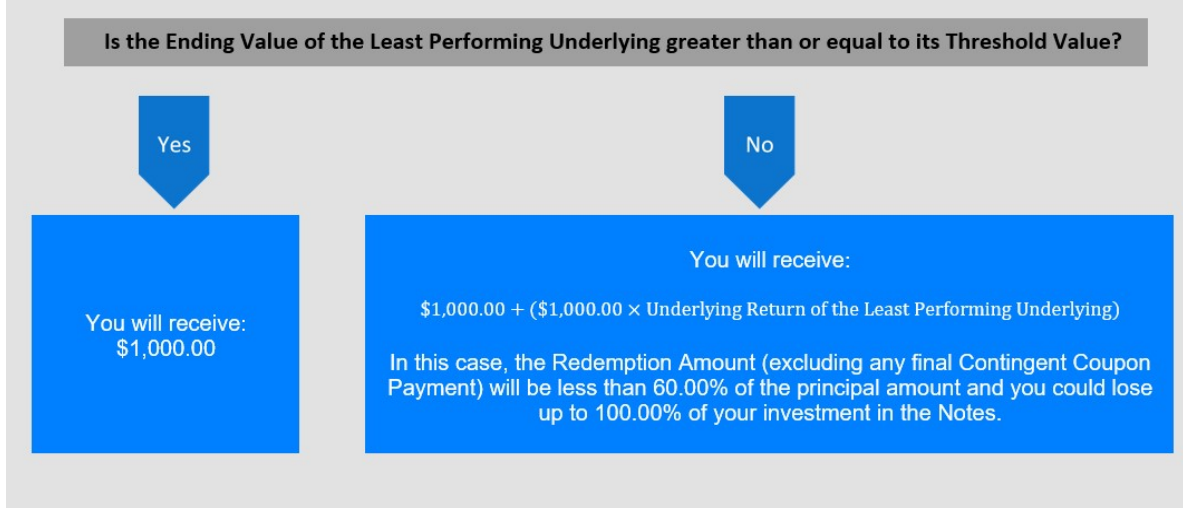 Is the Ending Value of the Least Performing Underlying greater than or equal to its Threshold Value?
Yes
No
You will receive:
$1,000.00
You will receive:
$1,000.00 + ($1,000.00 × Underlying Return of the Least Performing Underlying)
In this case, the Redemption Amount (excluding any final Contingent Coupon
Payment) will be less than 60.00% of the principal amount and you could lose
up to 100.00% of your investment in the Notes.